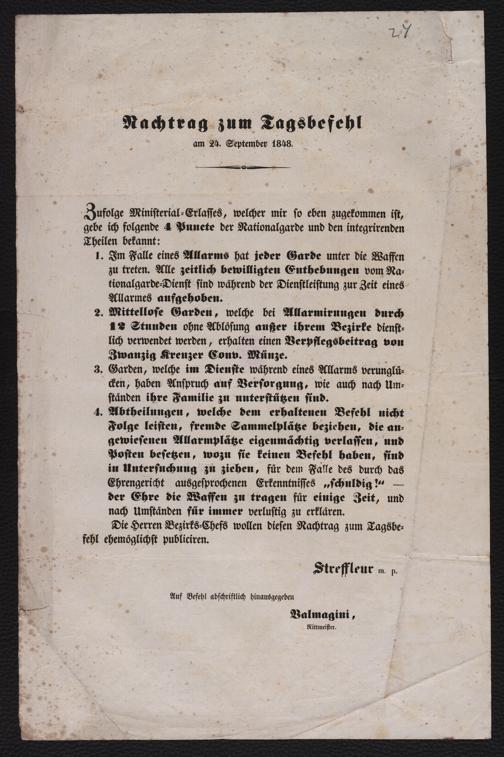 24
Nachtrag zum Tagsbefehl
am 24. September 1848.
Zufolge Ministerial-Erlasses, welcher mir so eben zugekommen ist,
gebe ich folgende 4 Puncte der Nationalgarde und den integrirenden
Theilen bekannt:
1. Im Falle eines Allarms hat jeder Garde unter die Waffen
zu treten. Alle zeitlich bewilligten Enthebungen vom Na-
tionalgarde-Dienst sind während der Dienstleistung zur Zeit eines
Allarmes aufgehoben.
2. Mittellose Garden, welche bei Allarmirungen durch
12 Stunden ohne Ablösung außer ihrem Bezirke dienst-
lich verwendet werden, erhalten einen Verpflegsbeitrag von
Zwanzig Kreuzer Conv. Münze.
3. Garden, welche im Dienste während eines Allarms verunglü-
cken, haben Anspruch auf Versorgung, wie auch nach Um-
ständen ihre Familie zu unterstützen sind.
4. Abtheilungen, welche dem erhaltenen Befehl nicht
Folge leisten, fremde Sammelplätze beziehen, die an-
gewiesenen Allarmplätze eigenmächtig verlassen, und
Posten besetzen, wozu sie keinen Befehl haben, sind
in Untersuchung zu ziehen, für dem Falle des durch das
Ehrengericht ausgesprochenen Erkenntnisses „schuldig!“ —
der Ehre die Waffen zu tragen für einige Zeit, und
nach Umständen für immer verlustig zu erklären.
Die Herren Bezirks-Chefs wollen diesen Nachtrag zum Tagsbe-
fehl ehemöglichst publiciren.
Streffleur m. p.
Auf Befehl abschriftlich hinausgegeben
Valmagini,
Rittmeister.